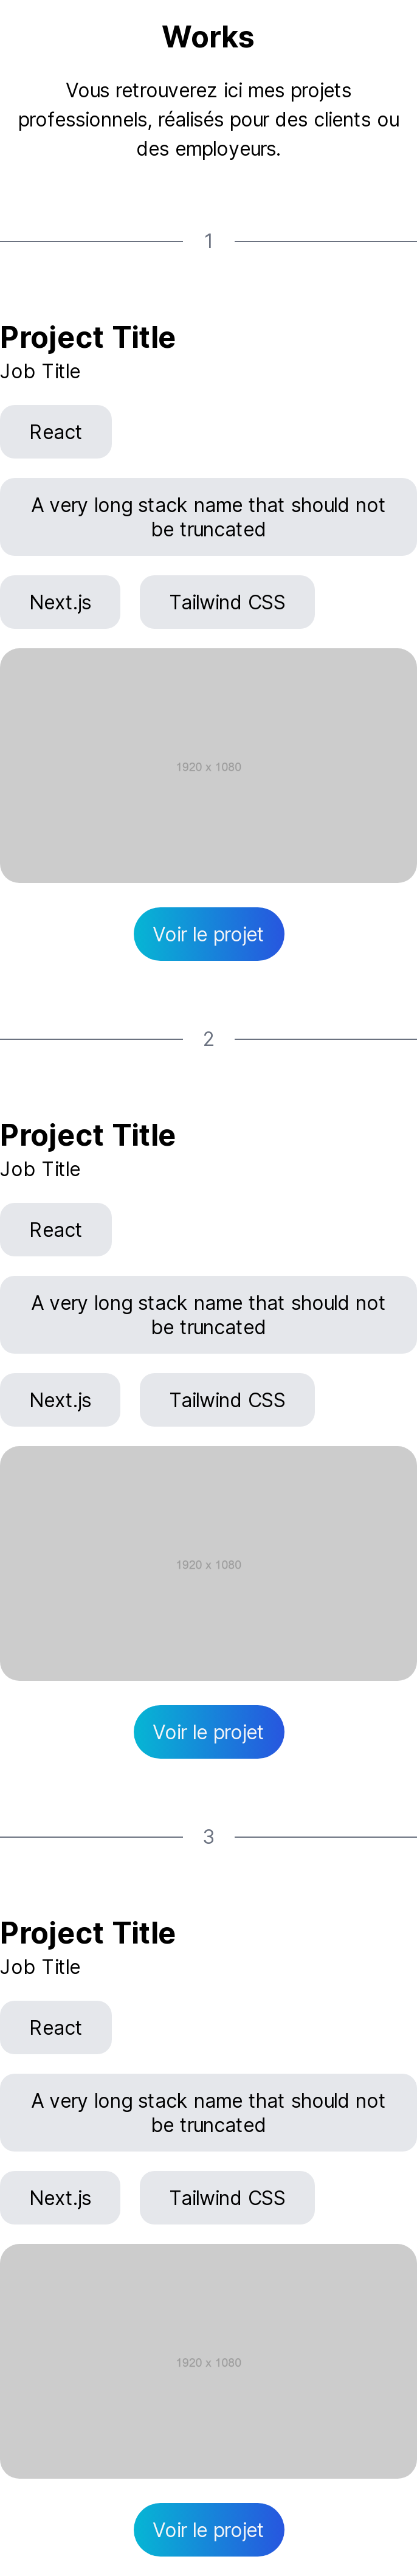 Works
Vous retrouverez ici mes projets
professionnels, réalisés pour des clients ou
des employeurs.
1
Project Title
Job Title
React
A very long stack name that should not
be truncated
Next.js Tailwind CSS
1920 x 1080
Voir le projet
2
Project Title
Job Title
React
A very long stack name that should not
be truncated
Next.js Tailwind CSS
1920 x 1080
Voir le projet
3
Project Title
Job Title
React
A very long stack name that should not
be truncated
Next.js Tailwind CSS
1920 x 1080
Voir le projet